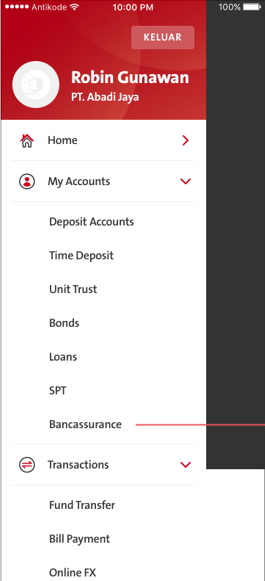 Antikode 10:00 PM 100%
KELUAR
Robin Gunawan
PT. Abadi Jaya
Home
My Accounts
Deposit Accounts
Time Deposit
Unit Trust
Bonds
Loans
SPT
Bancassurance
Transactions
Fund Transfer
Bill Payment
Online FX